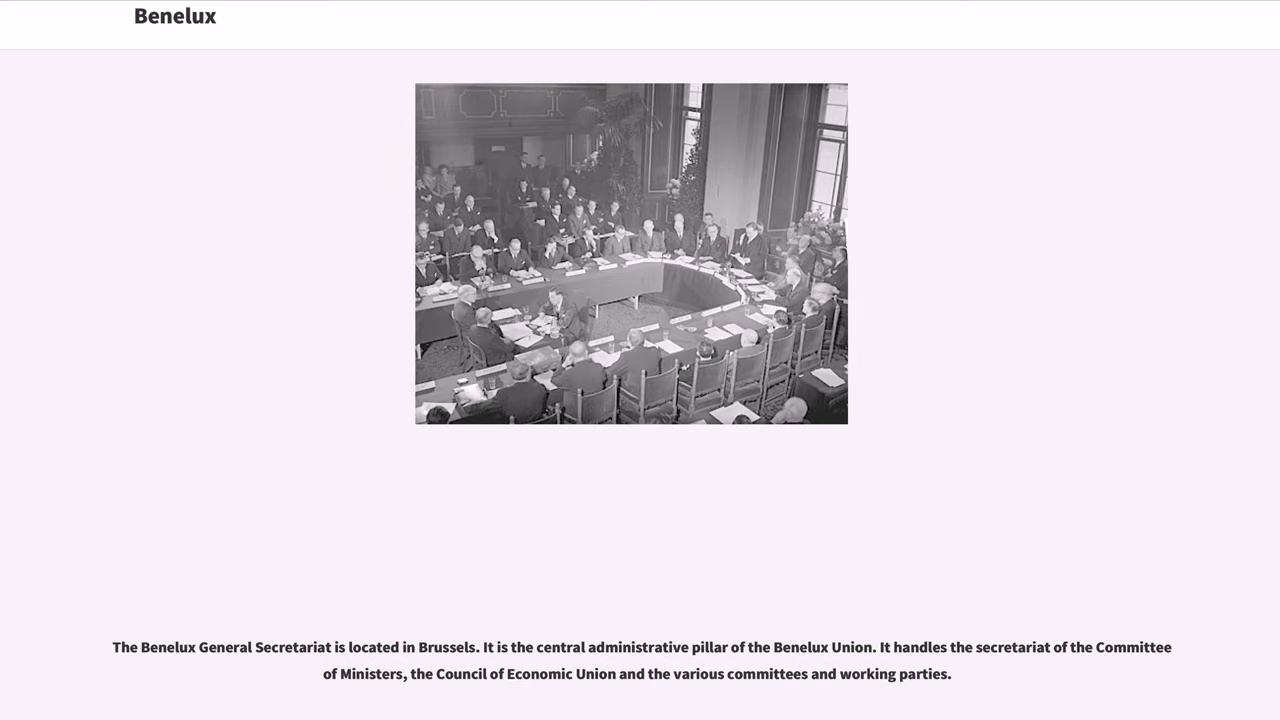 Benelux
The Benelux General Secretariat is located in Brussels. It is the central administrative pillar of the Benelux Union. It handles the secretariat of the Committee
of Ministers, the Council of Economic Union and the various committees and working parties.